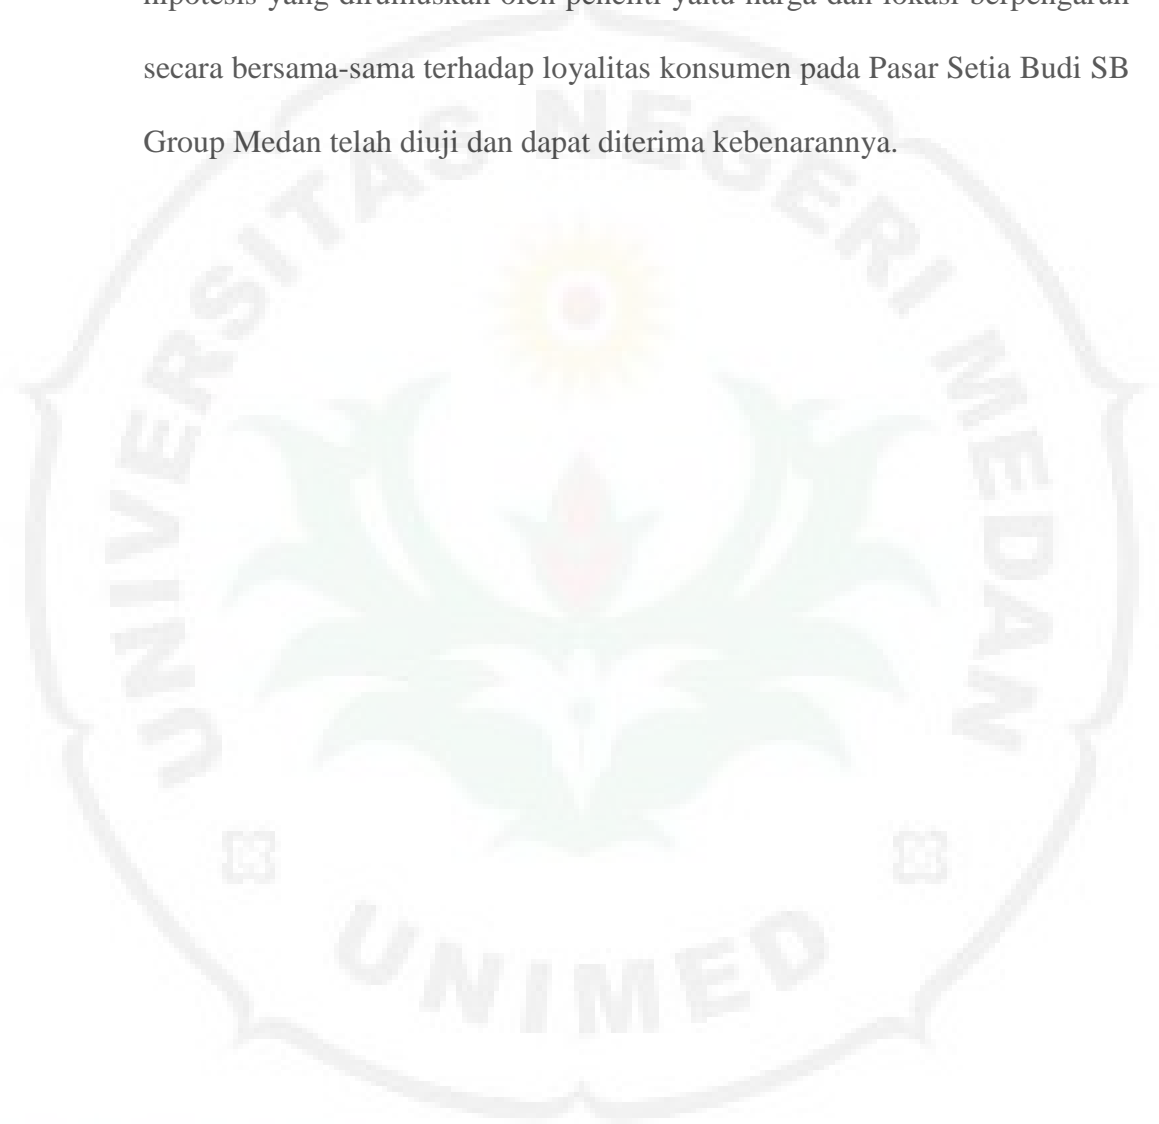 hipotesis yang dirumuskan oleh peneliti yaitu harga dan lokasi berpengaruh
secara bersama-sama terhadap loyalitas konsumen pada Pasar Setia Budi SB
Group Medan telah diuji dan dapat diterima kebenarannya.
UNIVERSITAS NEGERI MEDAN
UNIMED